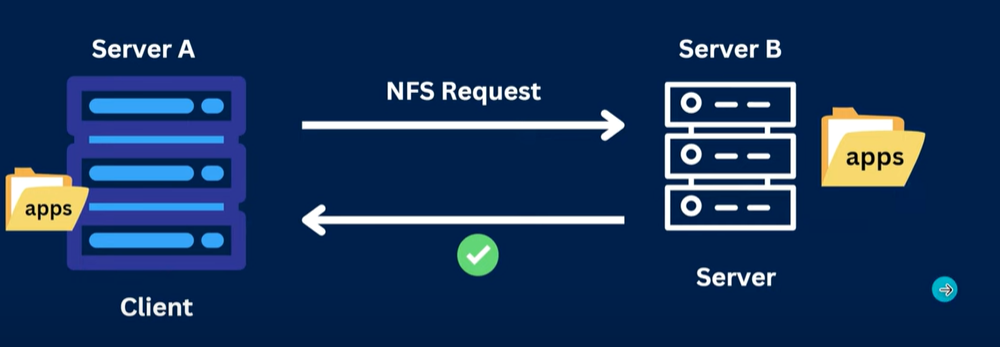 Server A
Server B
NFS Request
apps
apps
Server
Client